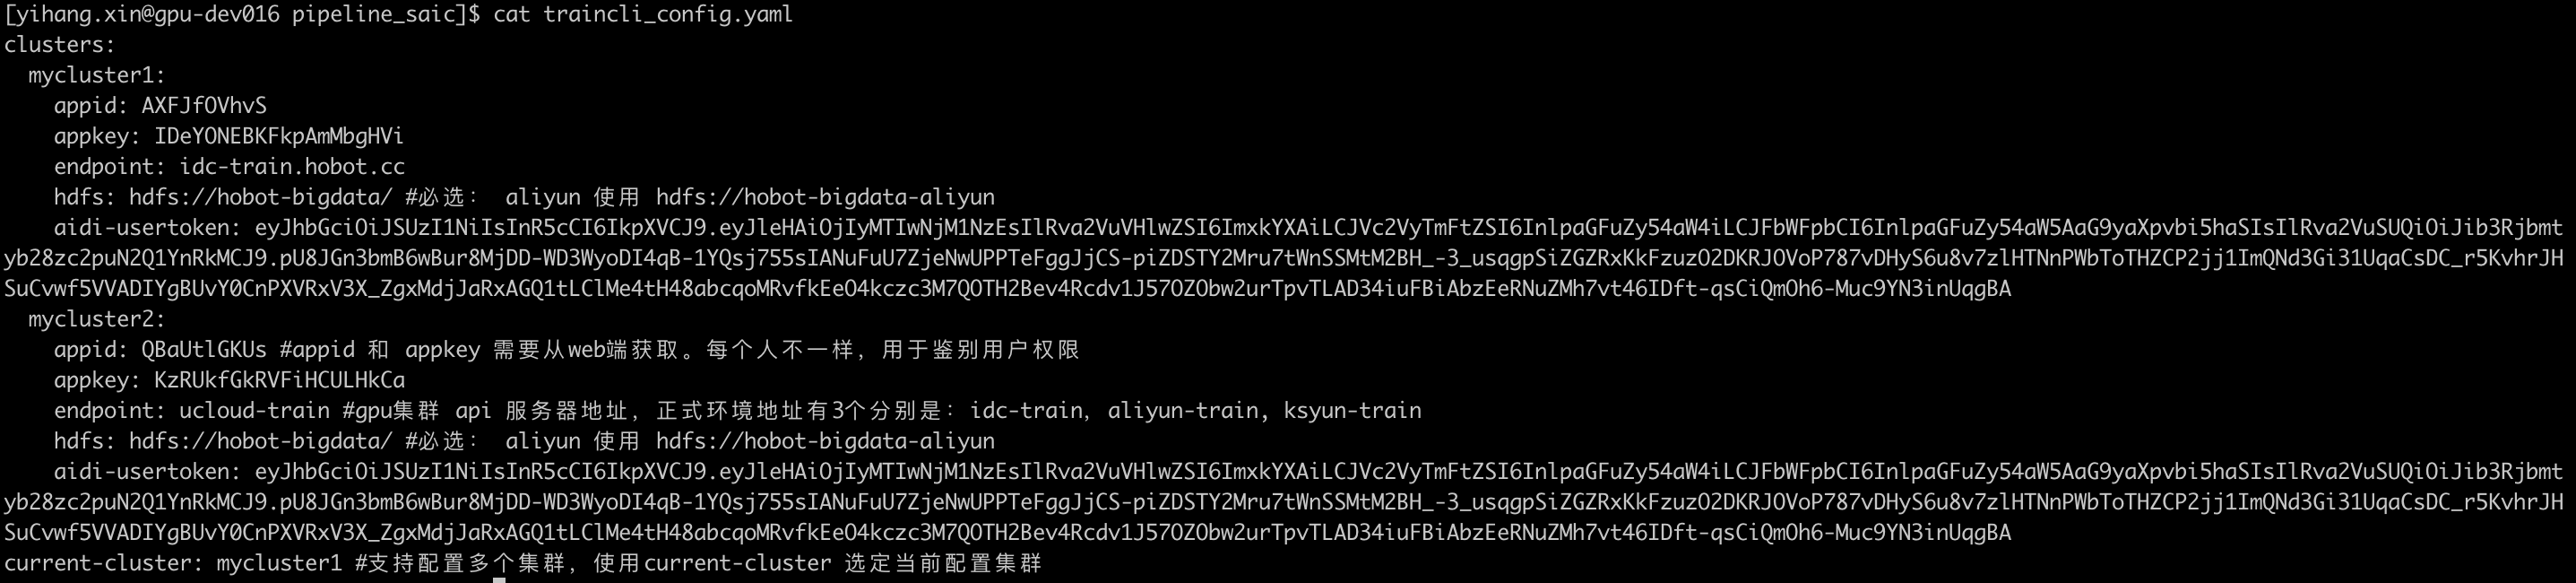 [yihang.xin@gpu-dev016 pipeline_saic]$ cat traincli_config.yaml
clusters:
  mycluster1:
    appid: AXFJfOVhvS
    appkey: IDeYONEBKFkpAmMbgHVi
    endpoint: idc-train.hobot.cc
    hdfs: hdfs://hobot-bigdata/ #必选： aliyun 使用 hdfs://hobot-bigdata-aliyun
    aidi-usertoken: eyJhbGciOiJSUzI1NiIsInR5cCI6IkpXVCJ9.eyJleHAiOjIyMTIwNjM1NzEsIlRva2VuVHlwZSI6ImxkYXAiLCJVc2VyTmFtZSI6InlpaGFuZy54aW4iLCJFbWFpbCI6InlpaGFuZy54aW5AaG9yaXpvbi5haSIsIlRva2VuSUQiOiJib3Rjbmt
yb28zc2puN2Q1YnRkMCJ9.pU8JGn3bmB6wBur8MjDD-WD3WyoDI4qB-1YQsj755sIANuFuU7ZjeNwUPPTeFggJjCS-piZDSTY2Mru7tWnSSMtM2BH_-3_usqgpSiZGZRxKkFzuzO2DKRJOVoP787vDHyS6u8v7zlHTNnPWbToTHZCP2jj1ImQNd3Gi31UqaCsDC_r5KvhrJH
SuCvwf5VVADIYgBUvY0CnPXVRxV3X_ZgxMdjJaRxAGQ1tLClMe4tH48abcqoMRvfkEeO4kczc3M7QOTH2Bev4Rcdv1J57OZObw2urTpvTLAD34iuFBiAbzEeRNuZMh7vt46IDft-qsCiQmOh6-Muc9YN3inUqgBA
  mycluster2:
    appid: QBaUtlGKUs #appid 和 appkey 需要从web端获取。每个人不一样，用于鉴别用户权限
    appkey: KzRUkfGkRVFiHCULHkCa
    endpoint: ucloud-train #gpu集群 api 服务器地址，正式环境地址有3个分别是：idc-train, aliyun-train, ksyun-train
    hdfs: hdfs://hobot-bigdata/ #必选： aliyun 使用 hdfs://hobot-bigdata-aliyun
    aidi-usertoken: eyJhbGciOiJSUzI1NiIsInR5cCI6IkpXVCJ9.eyJleHAiOjIyMTIwNjM1NzEsIlRva2VuVHlwZSI6ImxkYXAiLCJVc2VyTmFtZSI6InlpaGFuZy54aW4iLCJFbWFpbCI6InlpaGFuZy54aW5AaG9yaXpvbi5haSIsIlRva2VuSUQiOiJib3Rjbmt
yb28zc2puN2Q1YnRkMCJ9.pU8JGn3bmB6wBur8MjDD-WD3WyoDI4qB-1YQsj755sIANuFuU7ZjeNwUPPTeFggJjCS-piZDSTY2Mru7tWnSSMtM2BH_-3_usqgpSiZGZRxKkFzuzO2DKRJOVoP787vDHyS6u8v7zlHTNnPWbToTHZCP2jj1ImQNd3Gi31UqaCsDC_r5KvhrJH
SuCvwf5VVADIYgBUvY0CnPXVRxV3X_ZgxMdjJaRxAGQ1tLClMe4tH48abcqoMRvfkEeO4kczc3M7QOTH2Bev4Rcdv1J57OZObw2urTpvTLAD34iuFBiAbzEeRNuZMh7vt46IDft-qsCiQmOh6-Muc9YN3inUqgBA
current-cluster: mycluster1 #支持配置多个集群，使用current-cluster 选定当前配置集群